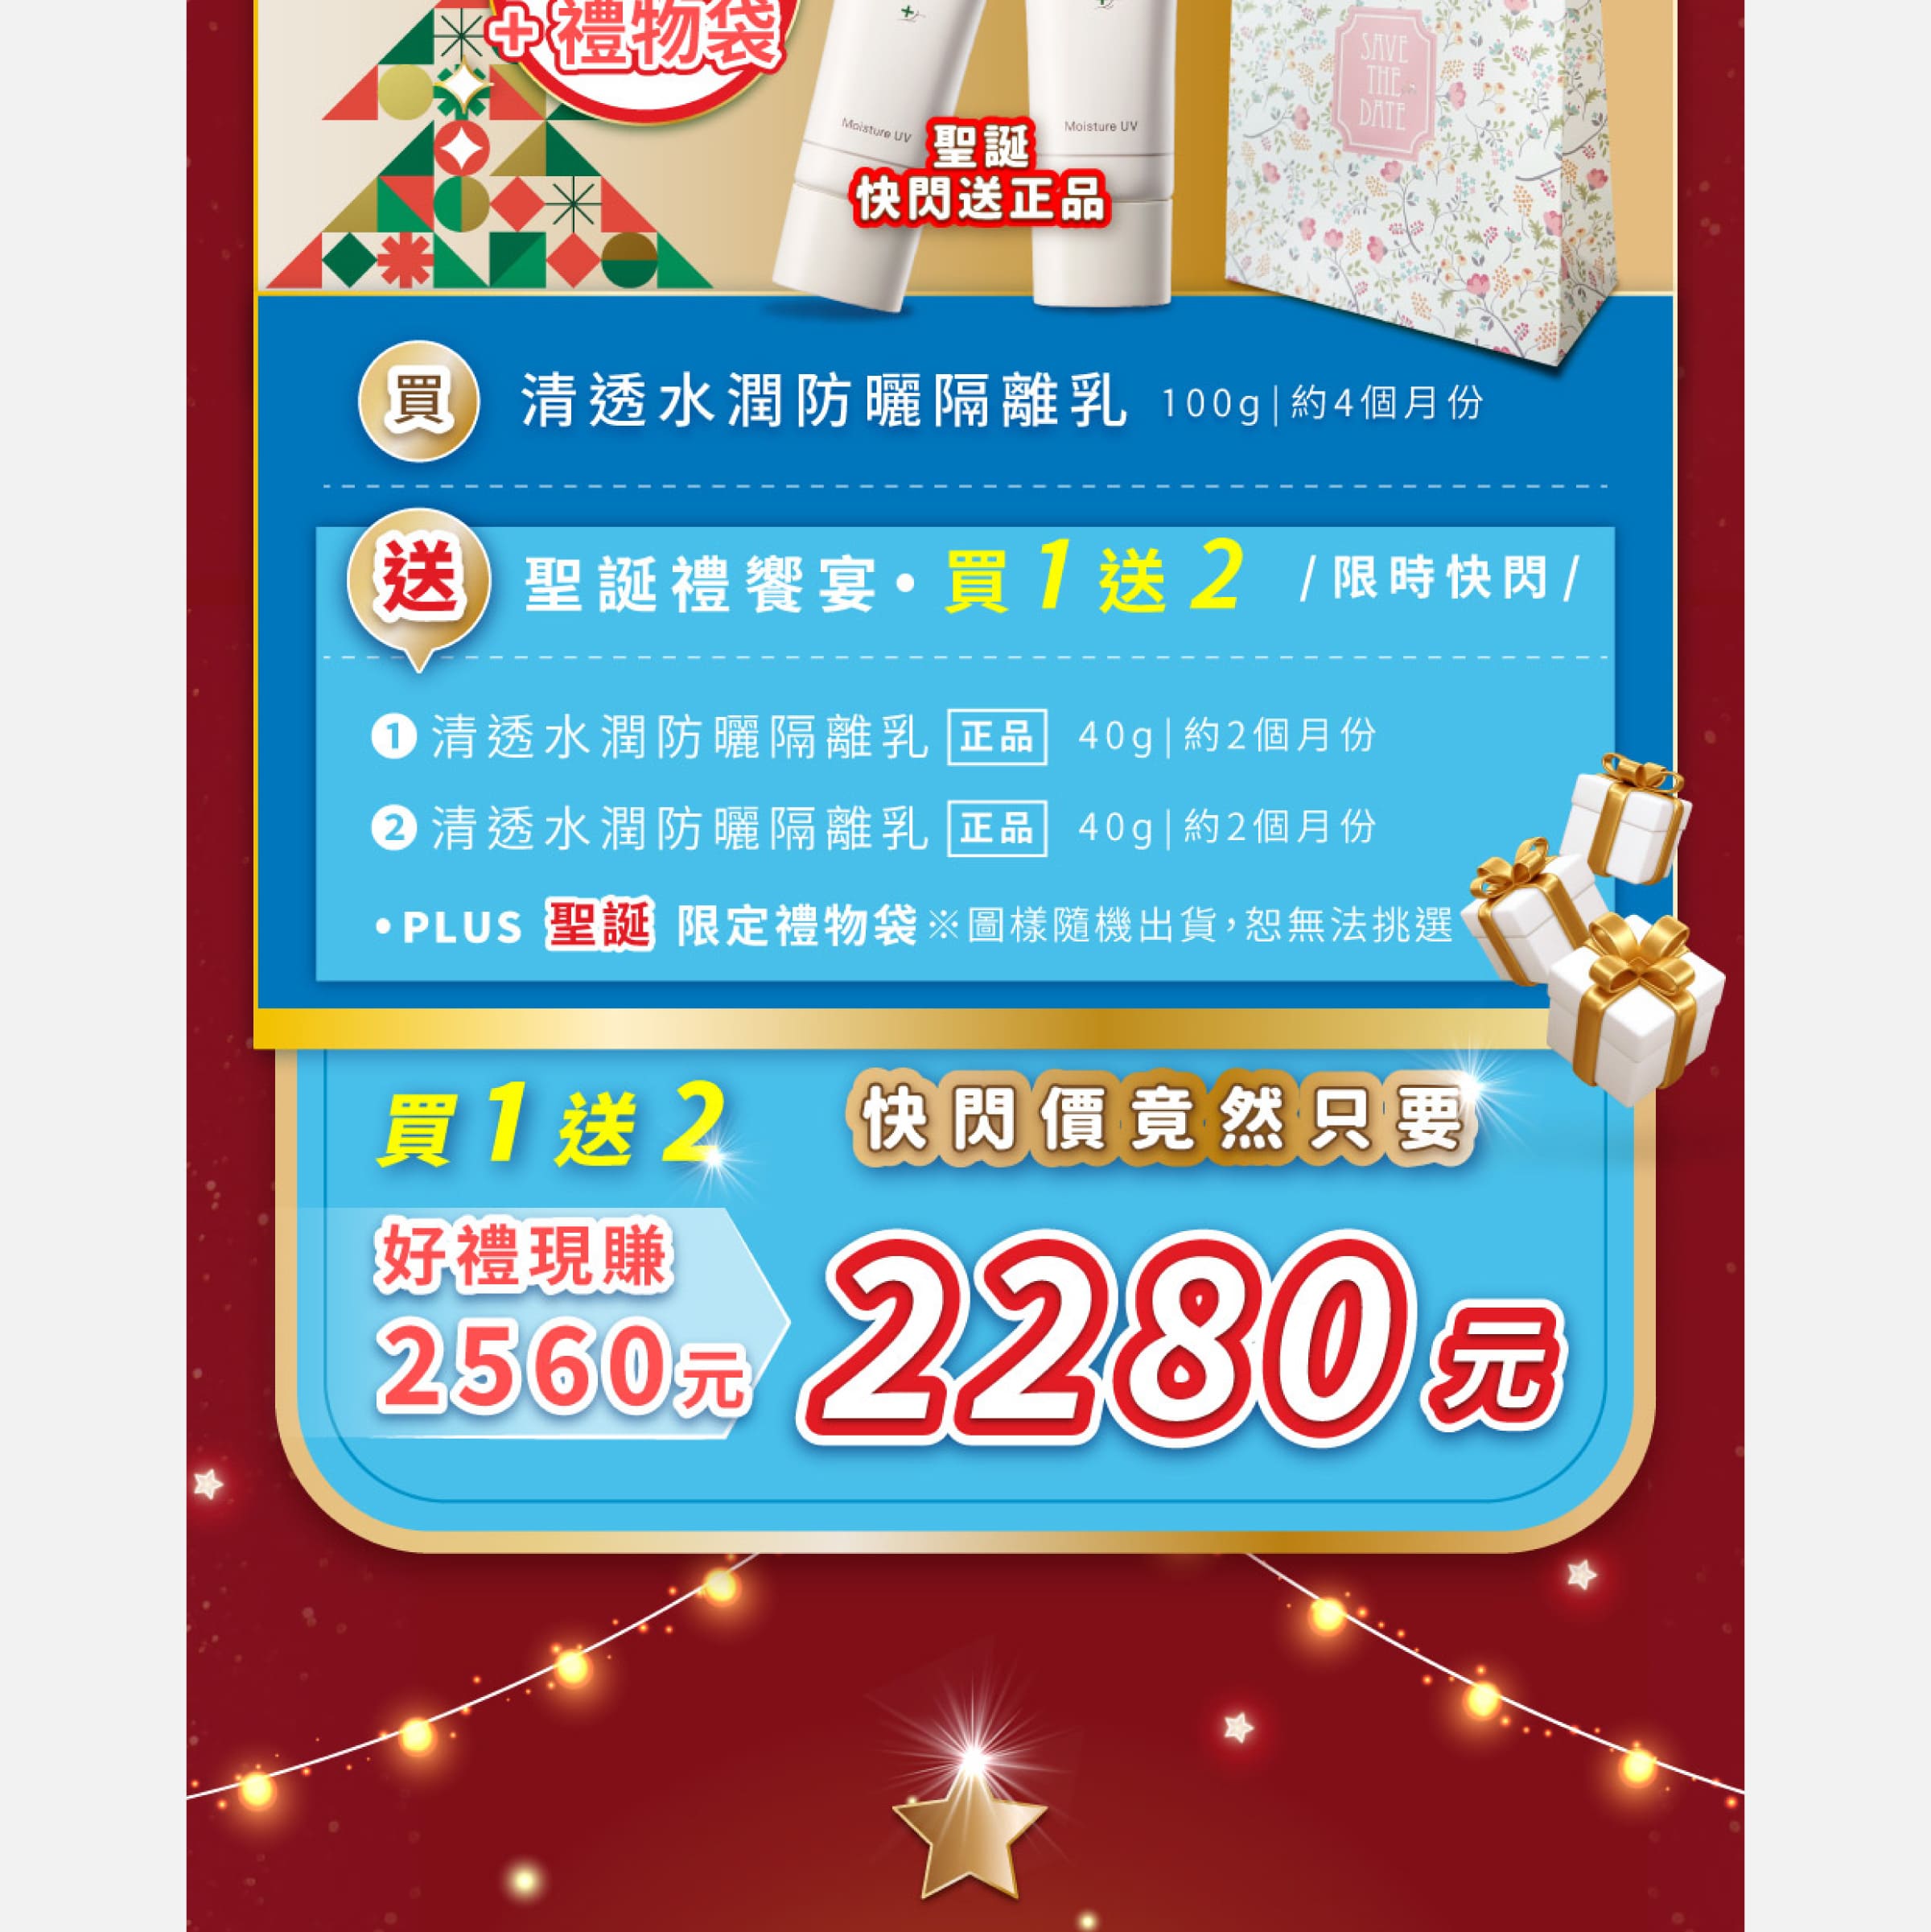 +禮物袋
SAVE
THE
DATE
Moisture UV
Moisture UV
聖誕
快閃送正品
買 清透水潤防曬隔離乳 100g|約4個月份
送 聖誕禮饗宴•買1送2 /限時快閃/
❶清透水潤防曬隔離乳 正品 40g|約2個月份
❷清透水潤防曬隔離乳 正品 40g|約2個月份
•PLUS 聖誕 限定禮物袋※圖樣隨機出貨,恕無法挑選
買1送2
快閃價竟然只要
好禮現賺
2560元
2280元